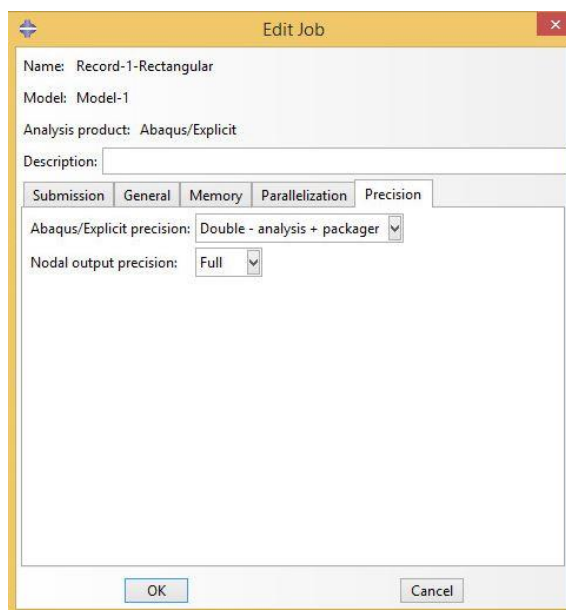 Edit Job
Name: Record-1-Rectangular
Model: Model-1
Analysis product: Abaqus/Explicit
Description:
Submission General Memory Parallelization Precision
Abaqus/Explicit precision: Double - analysis + packager
Nodal output precision: Full
OK Cancel